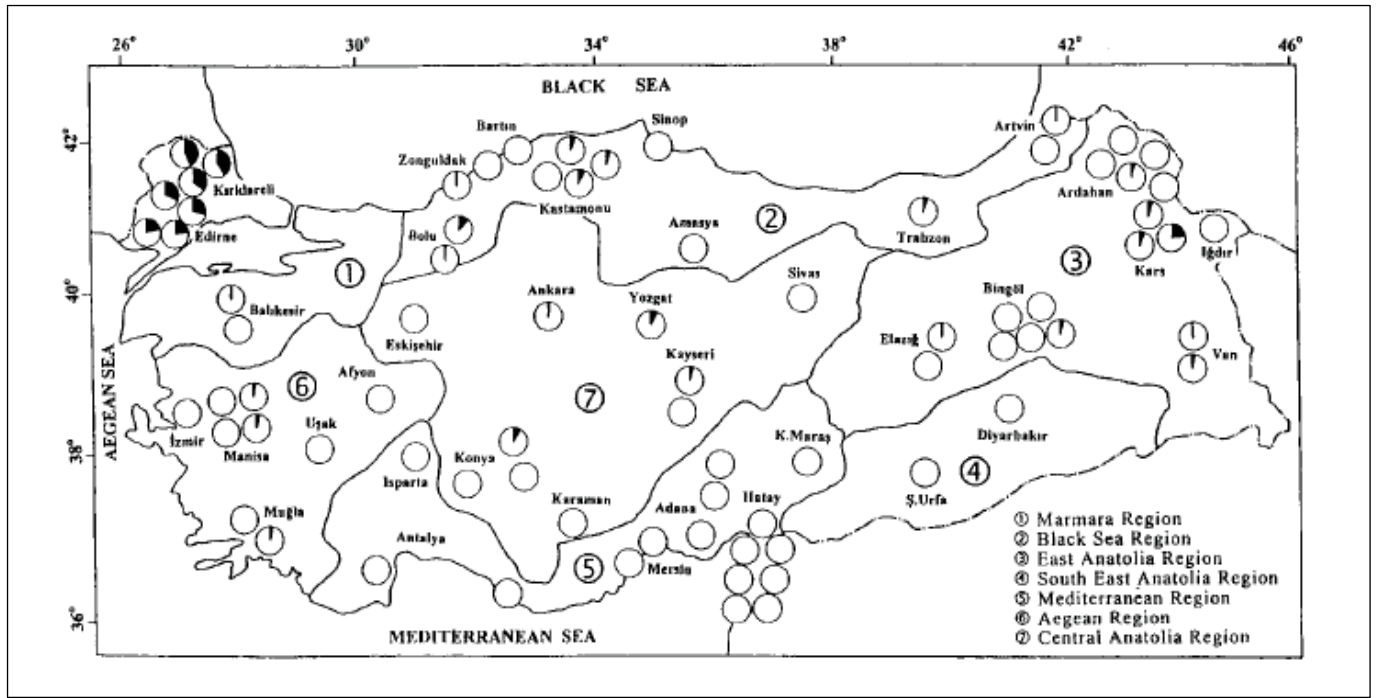 26° 30° 34° 38° 42° 46°
BLACK SEA
42°
Bartın
Sinop
Artvin
Zonguldak
Kırıdareli
Kastamonu
Ardahan
Edirne
Bolu
Amasya
②
Trabzon
①
③
Kars
Iğdır
40°
Balıkesir
Eskişehir
Ankara
Yozgat
Sivas
Bingöl
Elazığ
Van
AEGEAN SEA
⑥
Afyon
Kayseri
⑦
İzmir
Manisa
Uşak
Diyarbakır
38°
Isparta
Konya
K.Maraş
④
Ş.Urfa
Muğla
Karaman
Adana
Hatay
Antalya
⑤
Mersin
36°
MEDITERRANEAN SEA
① Marmara Region
② Black Sea Region
③ East Anatolia Region
④ South East Anatolia Region
⑤ Mediterranean Region
⑥ Aegean Region
⑦ Central Anatolia Region